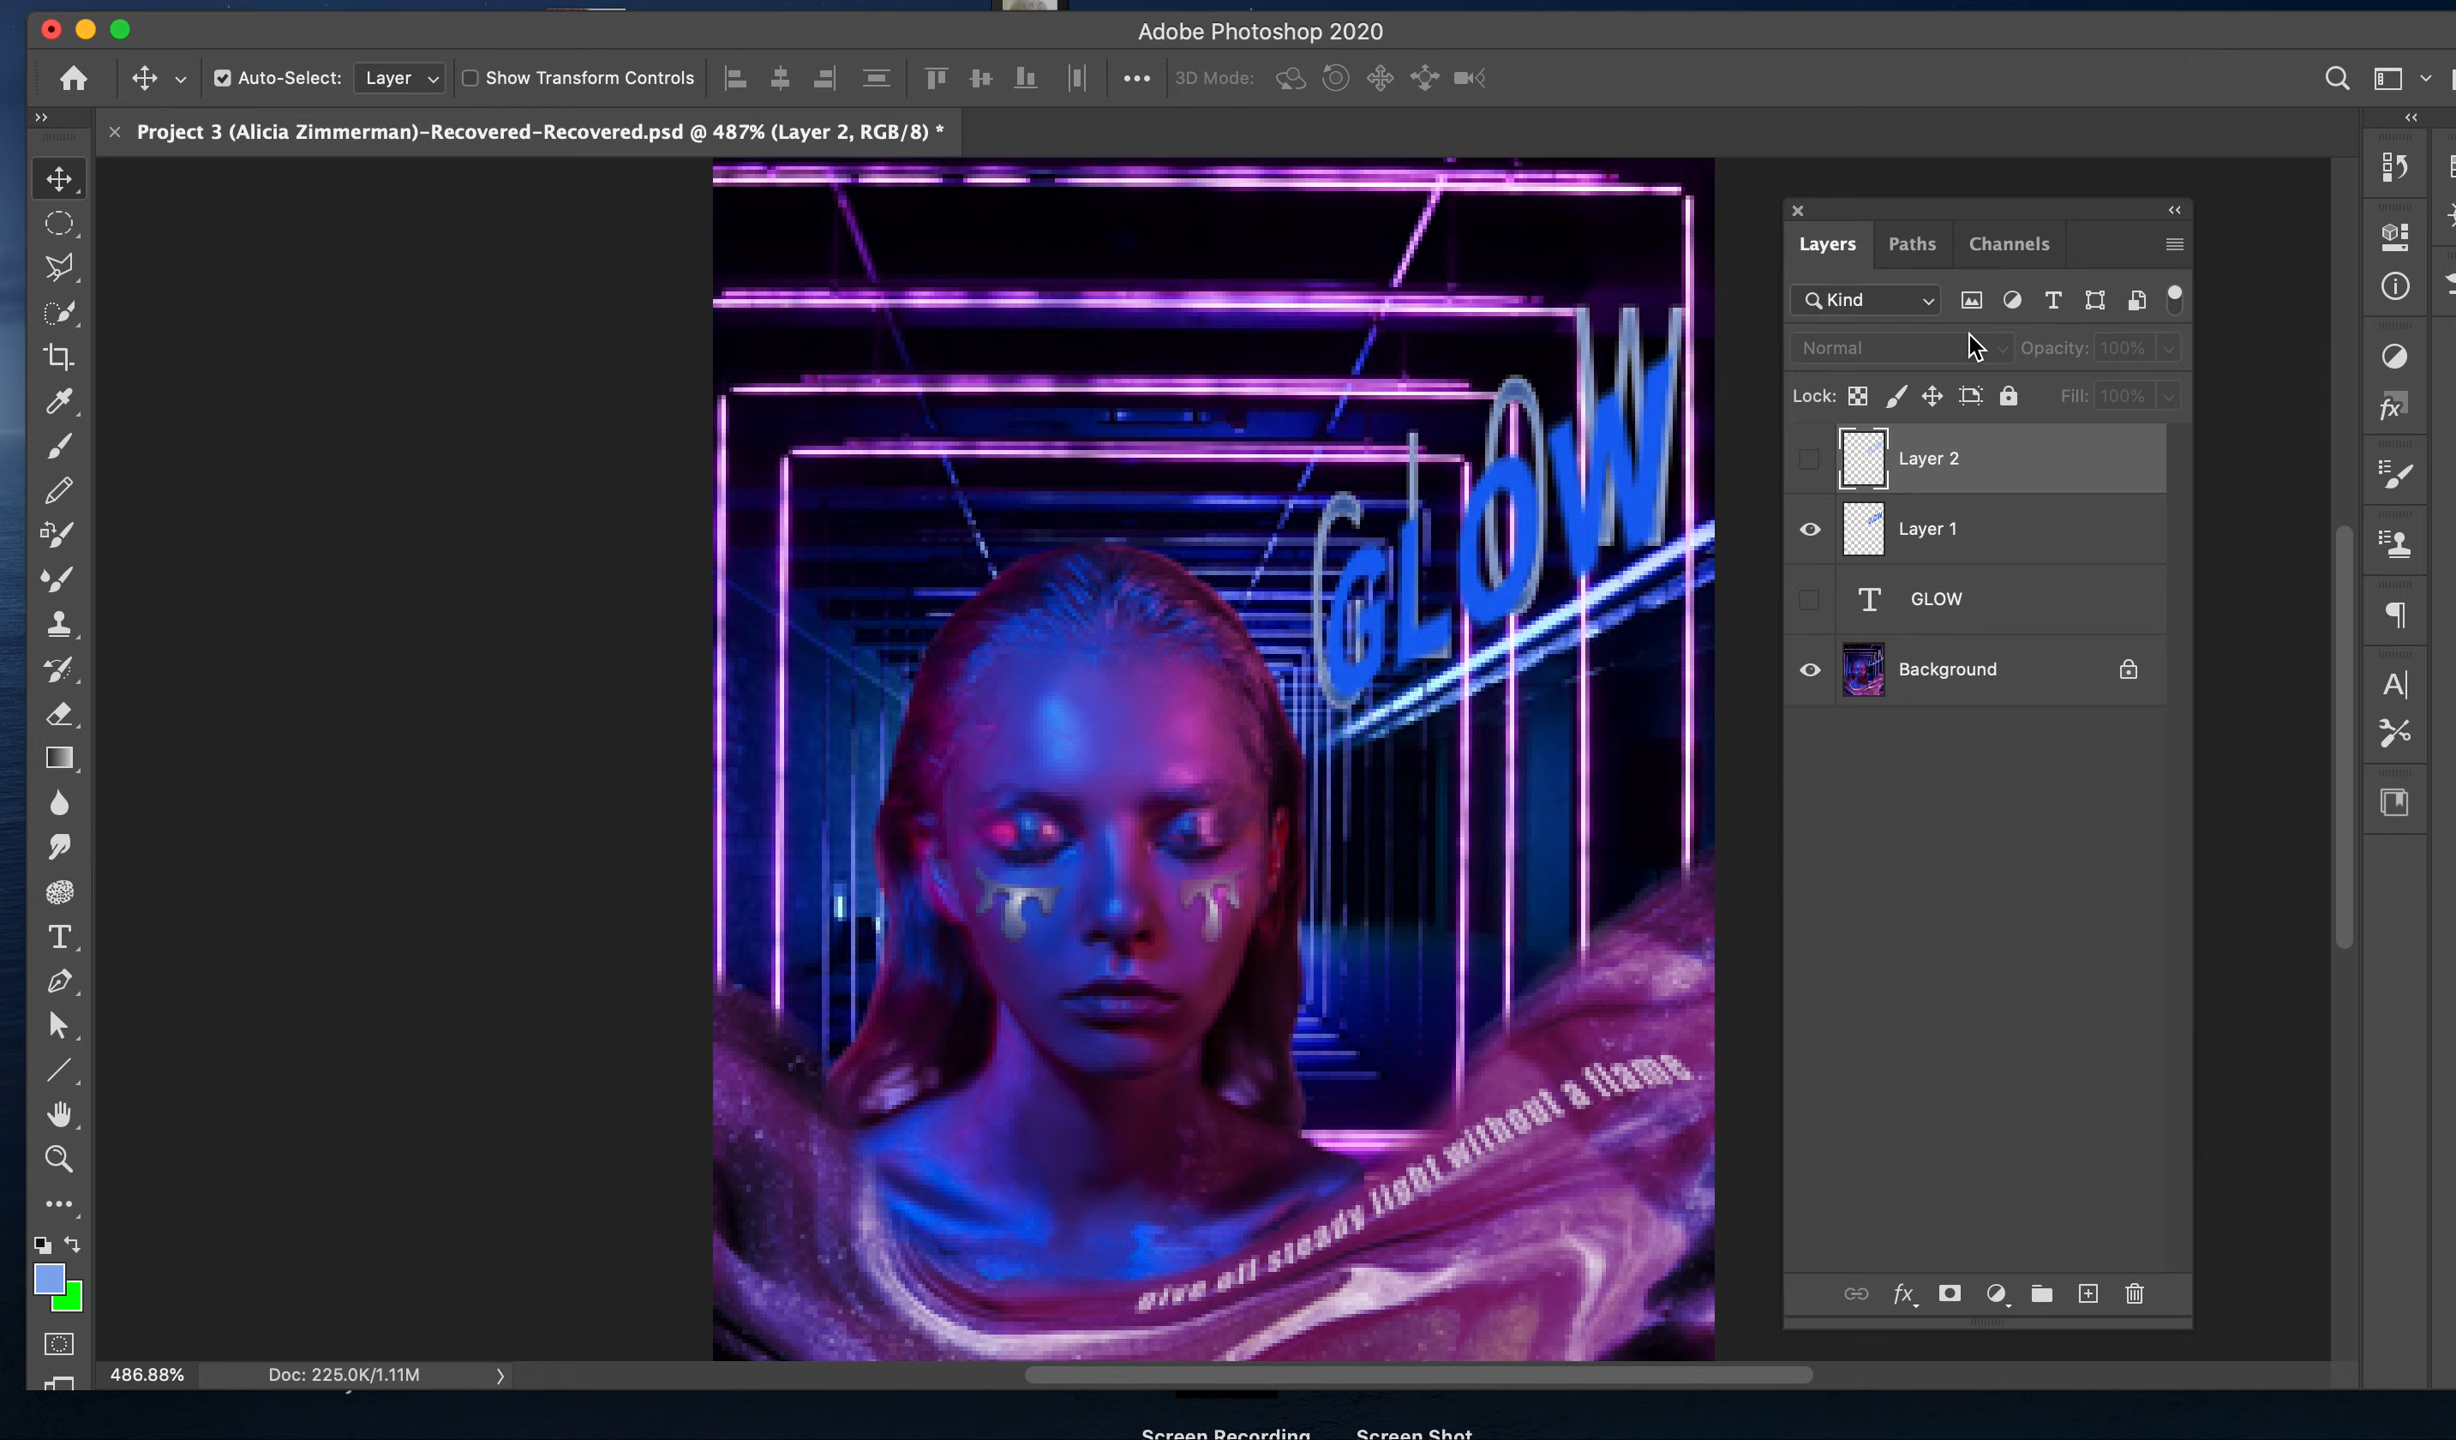 Adobe Photoshop 2020
Auto-Select: Layer Show Transform Controls 3D Mode:
Project 3 (Alicia Zimmerman)-Recovered-Recovered.psd @ 487% (Layer 2, RGB/8) *
Layers Paths Channels
Kind
Normal Opacity: 100%
Lock: Fill: 100%
Layer 2
Layer 1
GLOW
Background
GLOW
give off steady light without a flame.
486.88% Doc: 225.0K/1.11M
Screen Recording Screen Shot